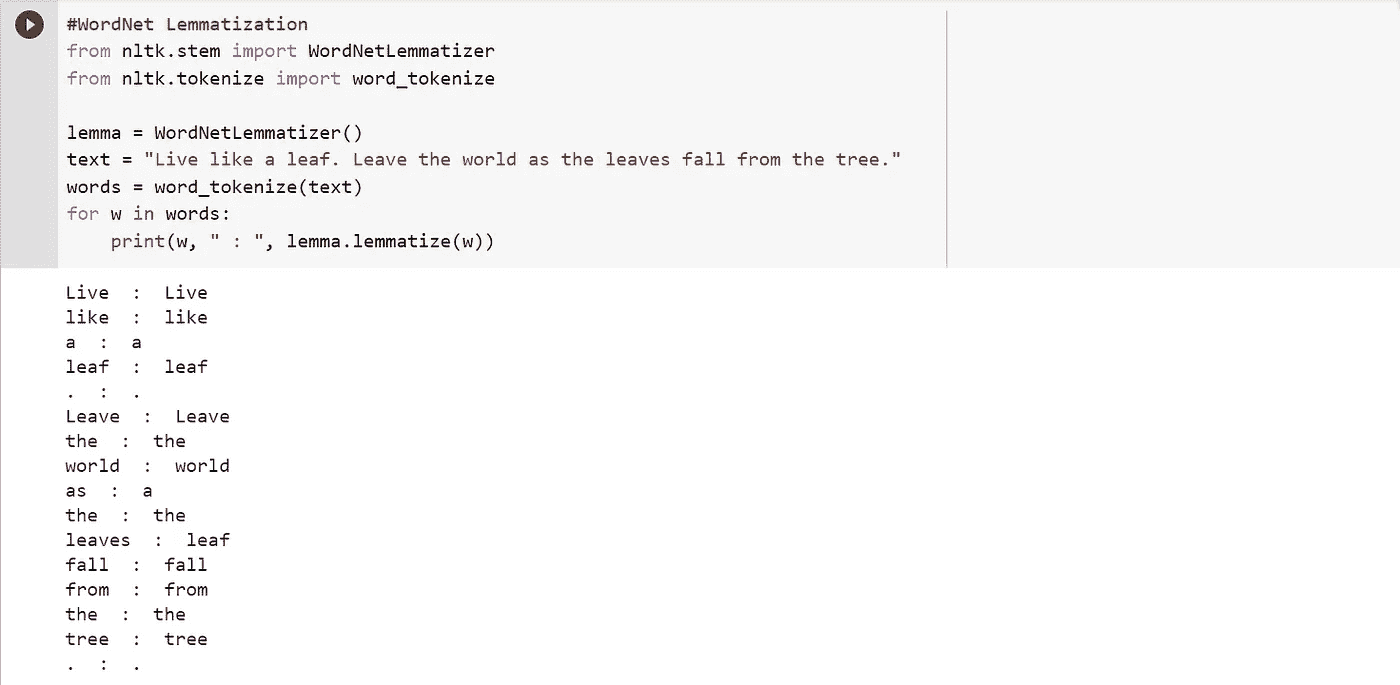 #WordNet Lemmatization
from nltk.stem import WordNetLemmatizer
from nltk.tokenize import word_tokenize

lemma = WordNetLemmatizer()
text = "Live like a leaf. Leave the world as the leaves fall from the tree."
words = word_tokenize(text)
for w in words:
    print(w, " : ", lemma.lemmatize(w))
Live  :  Live
like  :  like
a  :  a
leaf  :  leaf
.  :  .
Leave  :  Leave
the  :  the
world  :  world
as  :  a
the  :  the
leaves  :  leaf
fall  :  fall
from  :  from
the  :  the
tree  :  tree
.  :  .